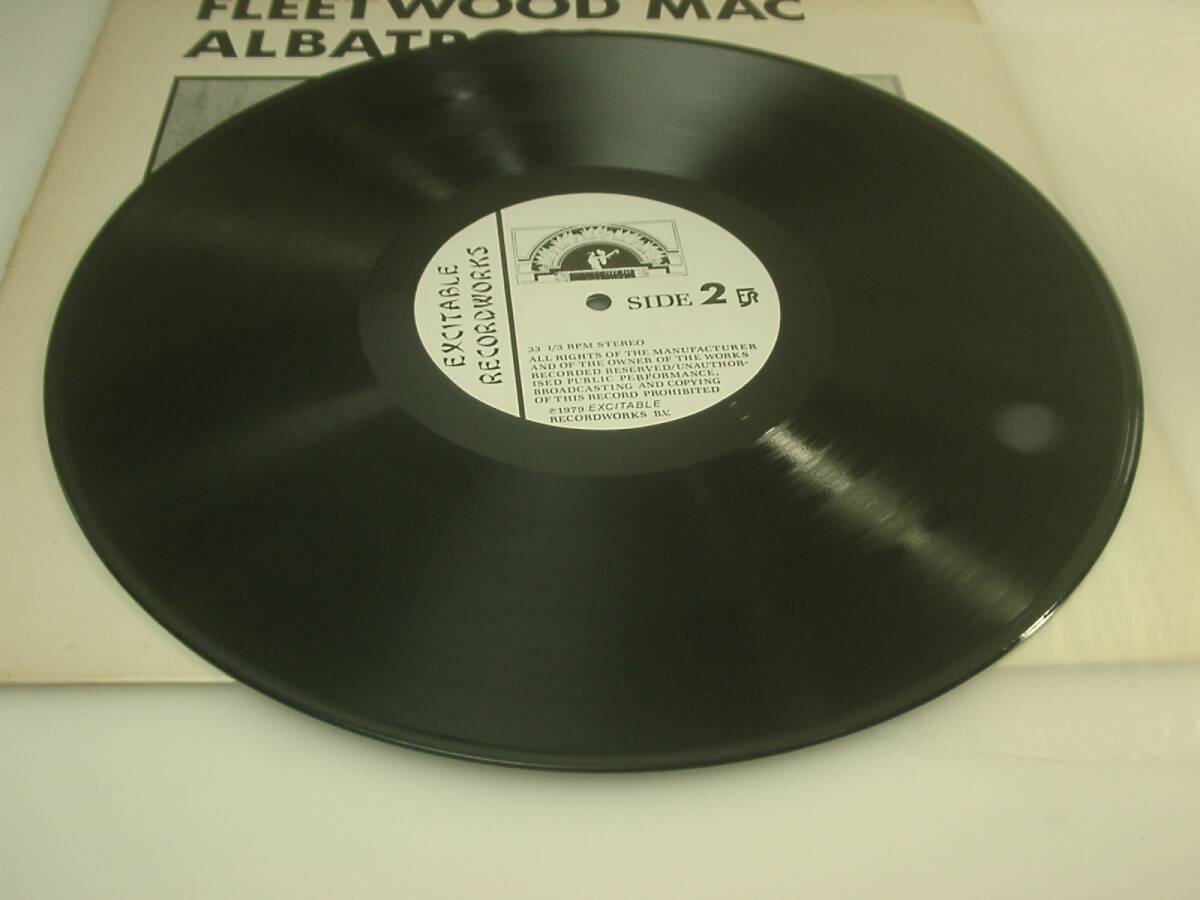 FLEETWOOD MAC
ALBATROSS
EXCITABLE
RECORDWORKS
SIDE 2
33 1/3 RPM STEREO
ALL RIGHTS OF THE MANUFACTURER
AND OF THE OWNER OF THE WORKS
RECORDED RESERVED/UNAUTHOR-
ISED PUBLIC PERFORMANCE,
BROADCASTING AND COPYING
OF THIS RECORD PROHIBITED
℗1979 EXCITABLE
RECORDWORKS B.V.